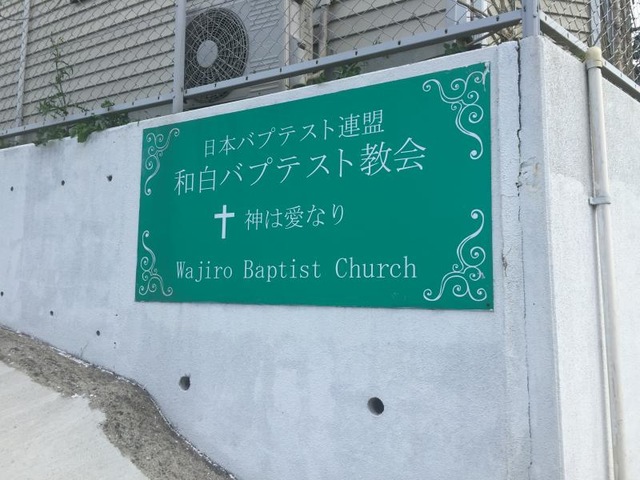 日本バプテスト連盟
和白バプテスト教会
神は愛なり
Wajiro Baptist Church